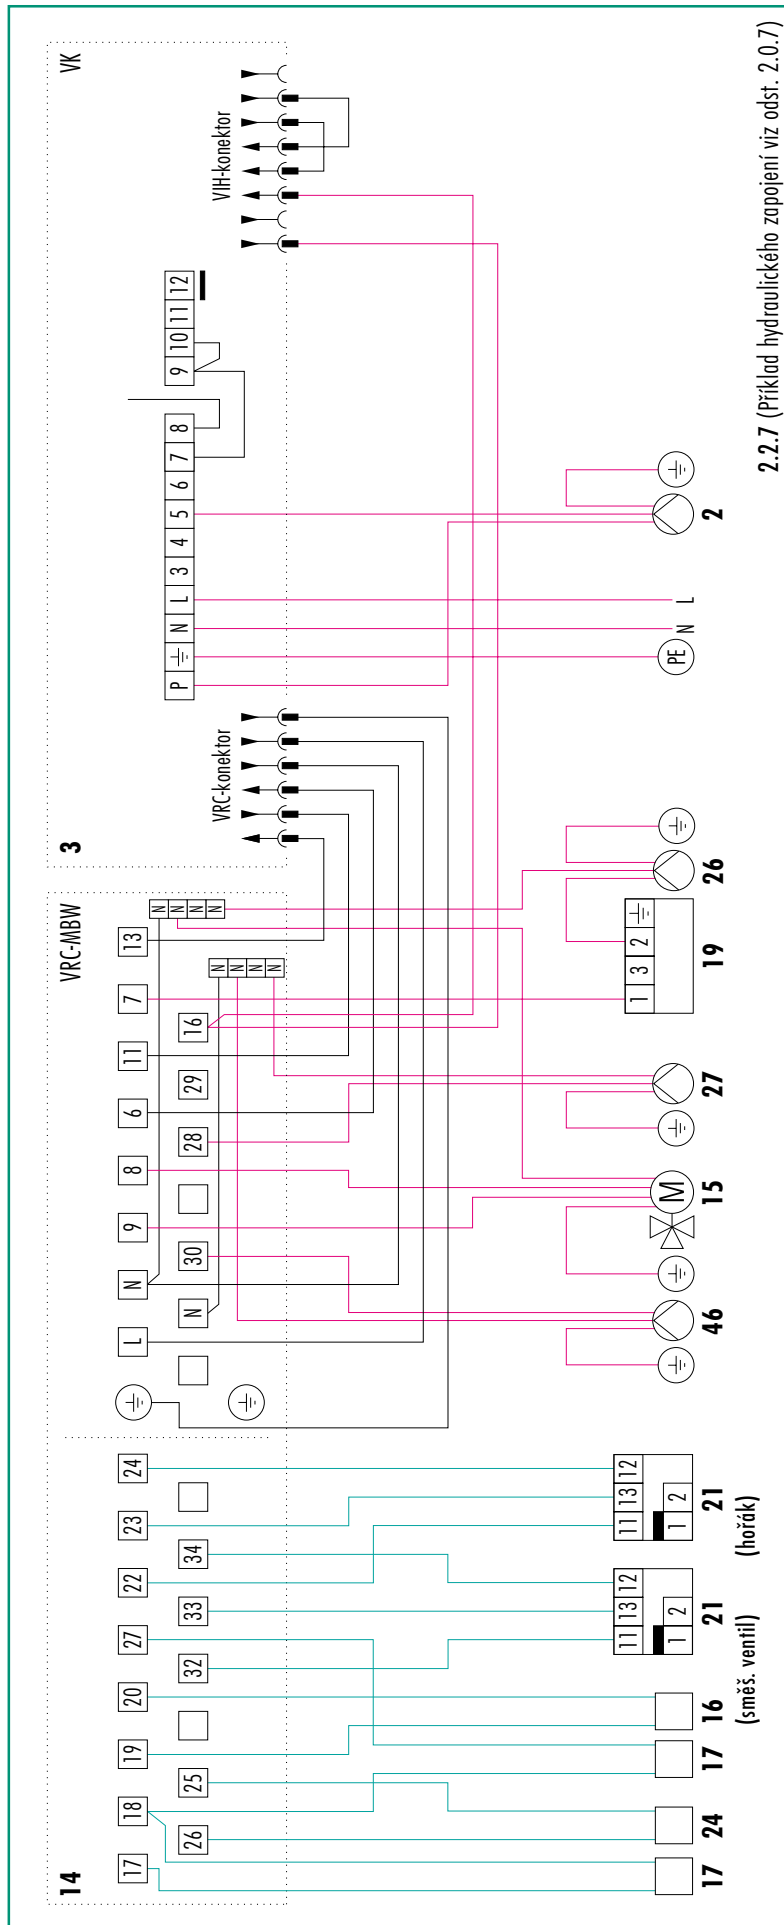 14 VRC-MBW 3 VK
17 18 19 20 27 22 23 24 L N 9 8 6 11 7 13
N
N
N
N
P N L 3 4 5 6 7 8 9 10 11 12
26 25 32 33 34 N 30 28 29 16
VRC-konektor VIH-konektor
N
N
N
N
11 13 12
1 2
11 13 12
1 2
M
1 3 2
PE N L
17 24 17 16 21 21 46 15 27 19 26 2
(směš. ventil) (hořák)
2.2.7 (Příklad hydraulického zapojení viz odst. 2.0.7)